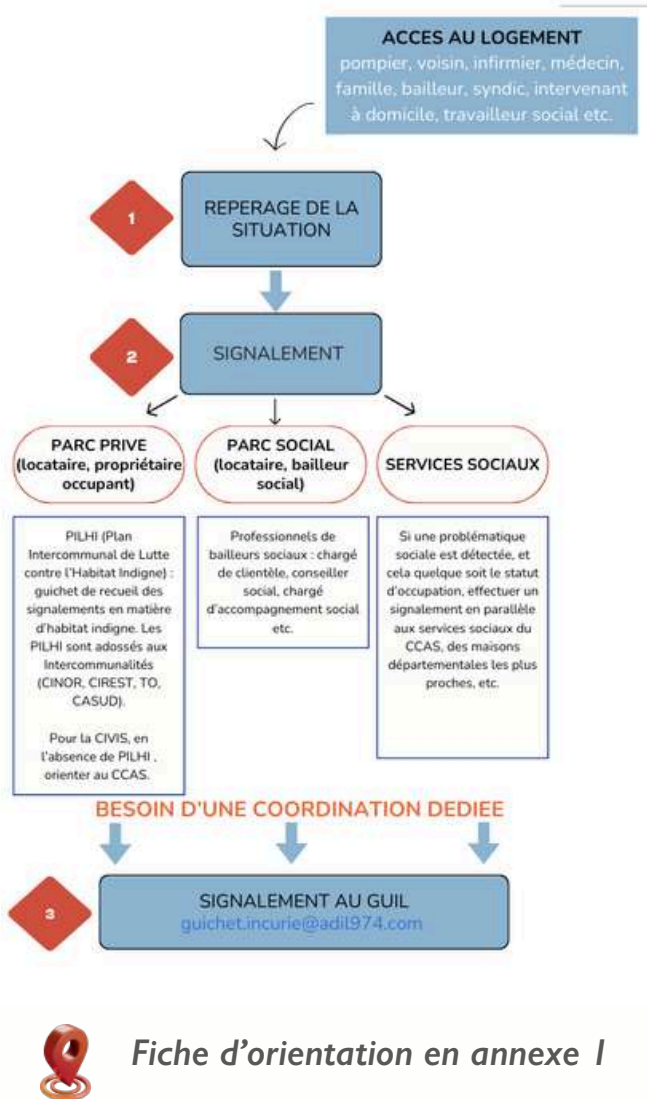 ACCES AU LOGEMENT
pompier, voisin, infirmier, médecin,
famille, bailleur, syndic, intervenant
à domicile, travailleur social etc.
1
REPERAGE DE LA
SITUATION
2
SIGNALEMENT
PARC PRIVE
(locataire, propriétaire
occupant)
PILHI (Plan
Intercommunal de Lutte
contre l'Habitat Indigne) :
guichet de recueil des
signalements en matière
d'habitat indigne. Les
PILHI sont adossés aux
Intercommunalités
(CINOR, CIREST, TO,
CASUD).
Pour la CIVIS, en
l'absence de PILHI ,
orienter au CCAS.
PARC SOCIAL
(locataire, bailleur
social)
Professionnels de
bailleurs sociaux : chargé
de clientèle, conseiller
social, chargé
d'accompagnement social
etc.
SERVICES SOCIAUX
Si une problématique
sociale est détectée, et
cela quelque soit le statut
d'occupation, effectuer un
signalement en parallèle
aux services sociaux du
CCAS, des maisons
départementales les plus
proches, etc.
BESOIN D'UNE COORDINATION DEDIEE
3
SIGNALEMENT AU GUIL
guichet.incurie@adil974.com
Fiche d'orientation en annexe 1